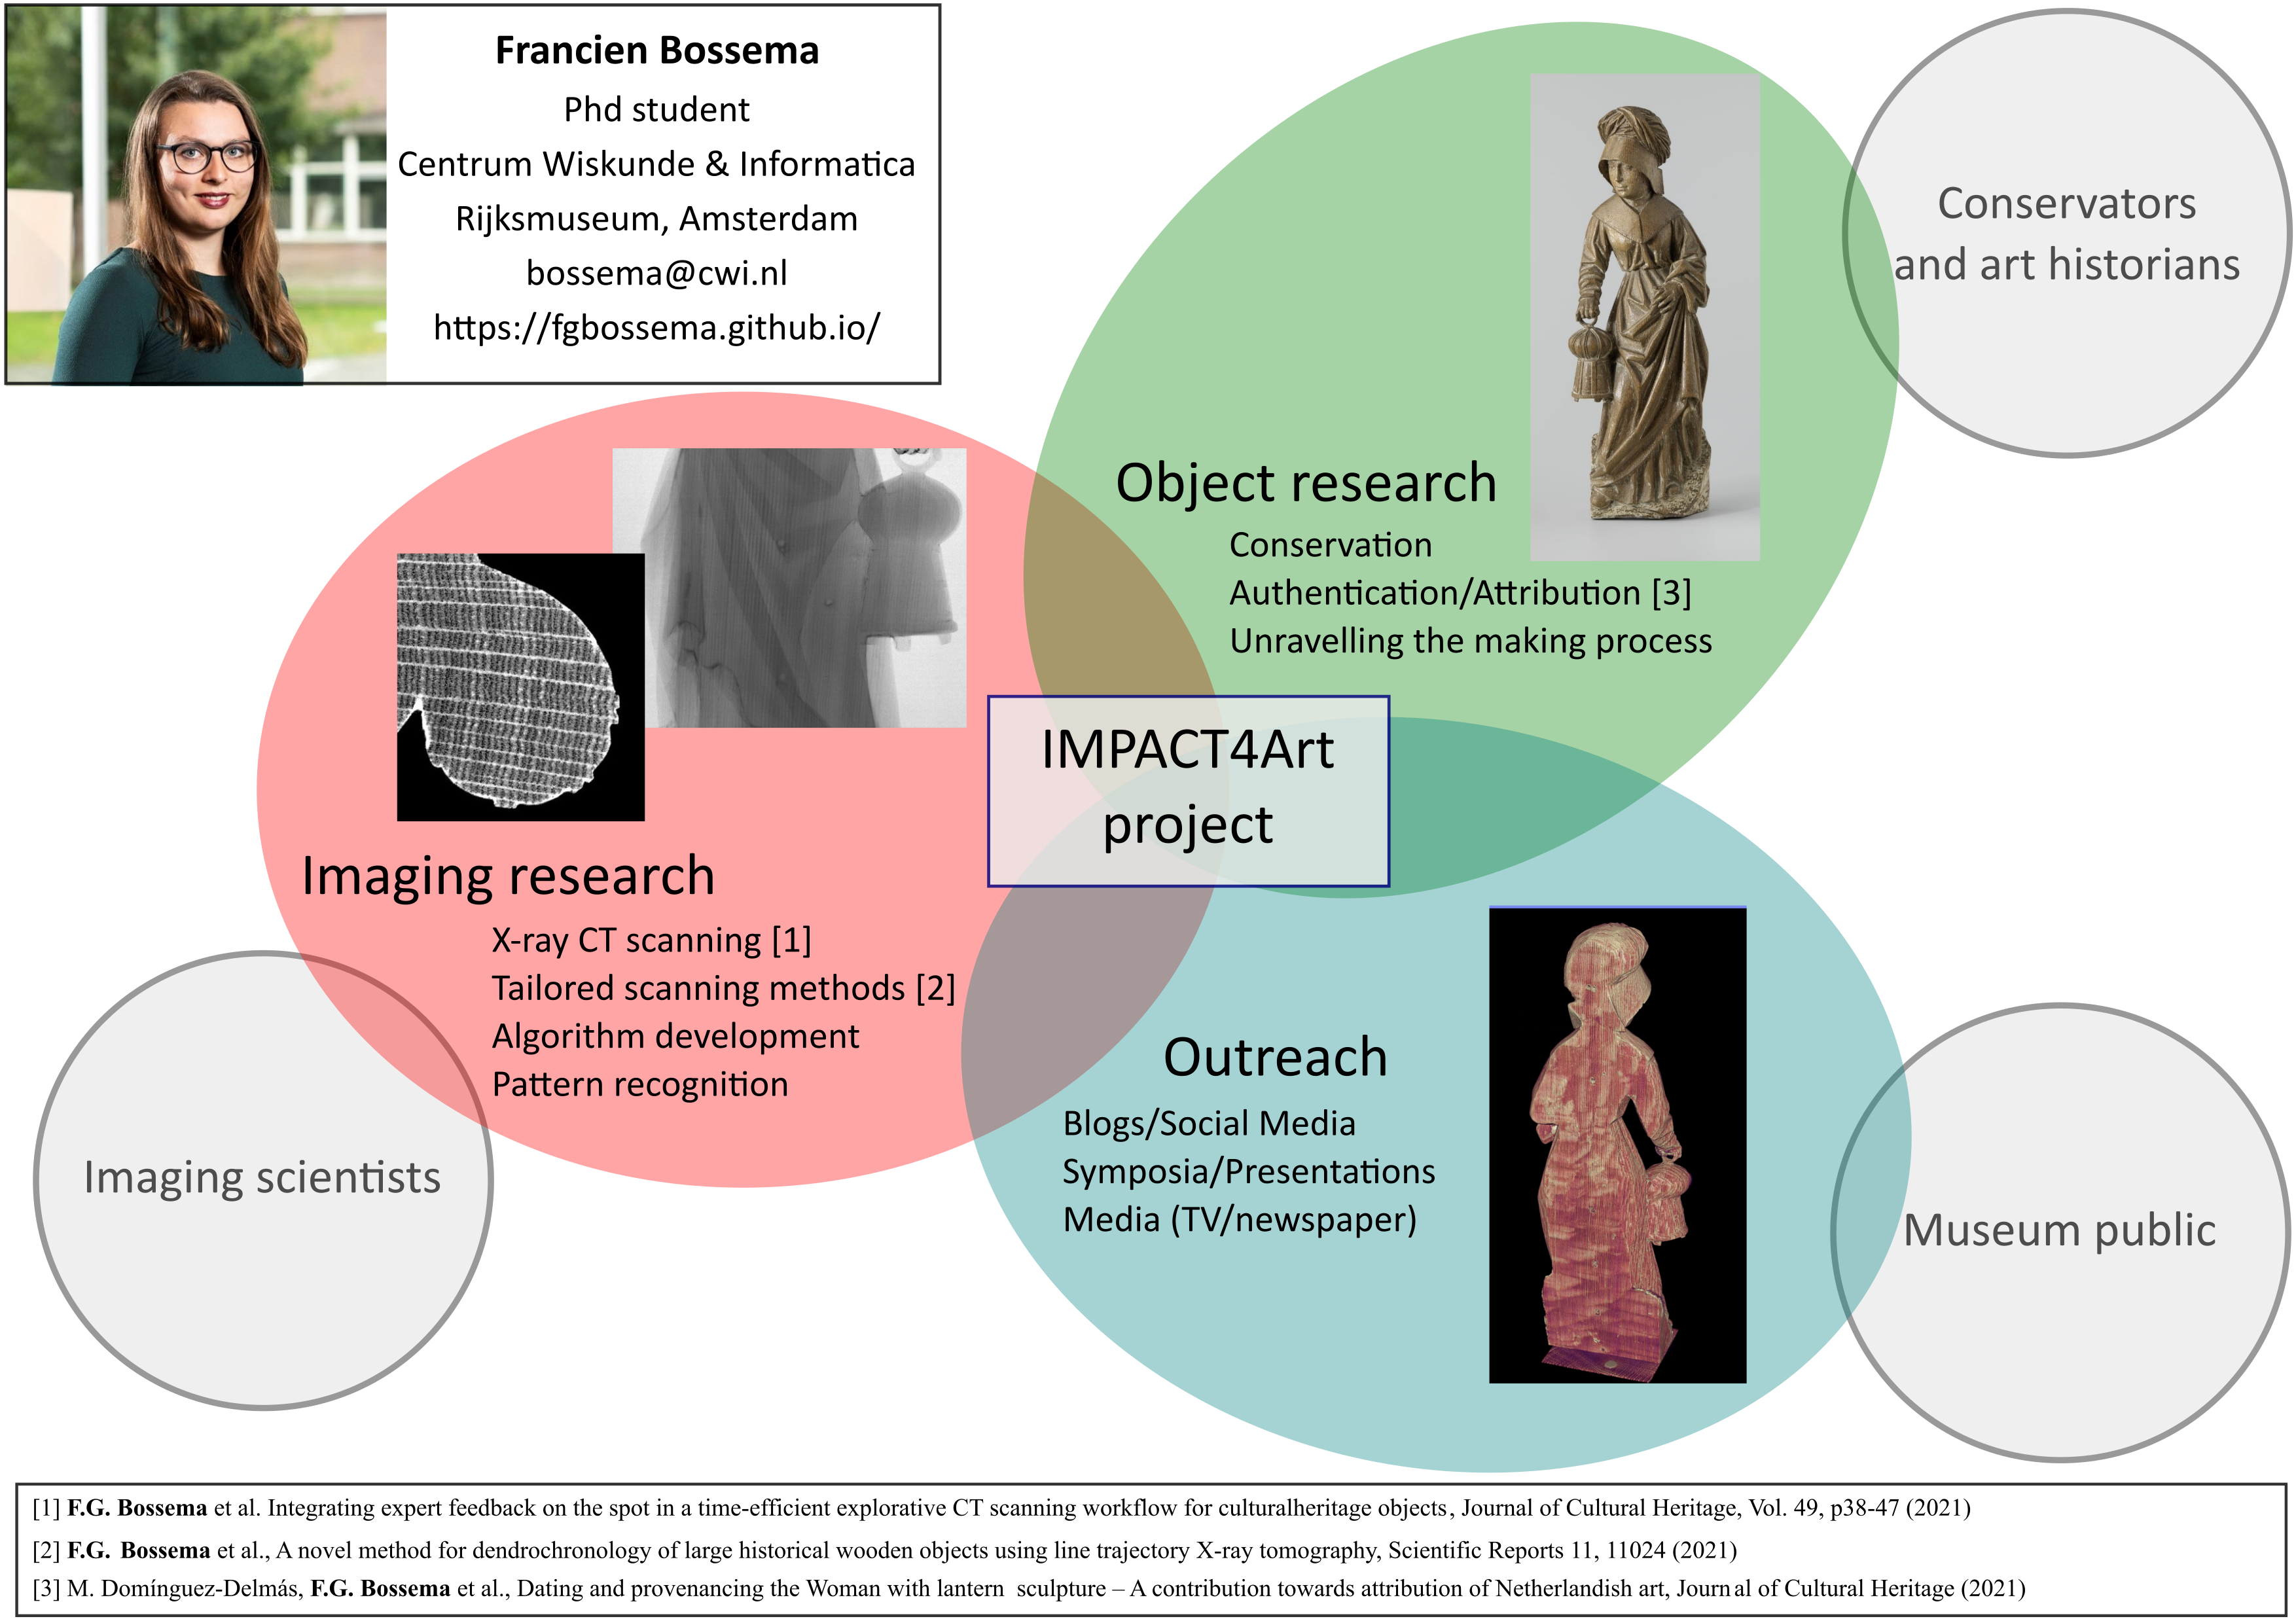 Francien Bossema
Phd student
Centrum Wiskunde & Informatica
Rijksmuseum, Amsterdam
bossema@cwi.nl
https://fgbossema.github.io/
Conservators
and art historians
Object research
Conservation
Authentication/Attribution [3]
Unravelling the making process
IMPACT4Art
project
Imaging research
X-ray CT scanning [1]
Tailored scanning methods [2]
Algorithm development
Pattern recognition
Imaging scientists
Outreach
Blogs/Social Media
Symposia/Presentations
Media (TV/newspaper)
Museum public
[1] F.G. Bossema et al. Integrating expert feedback on the spot in a time-efficient explorative CT scanning workflow for culturalheritage objects, Journal of Cultural Heritage, Vol. 49, p38-47 (2021)
[2] F.G. Bossema et al., A novel method for dendrochronology of large historical wooden objects using line trajectory X-ray tomography, Scientific Reports 11, 11024 (2021)
[3] M. Domínguez-Delmás, F.G. Bossema et al., Dating and provenancing the Woman with lantern sculpture – A contribution towards attribution of Netherlandish art, Journal of Cultural Heritage (2021)